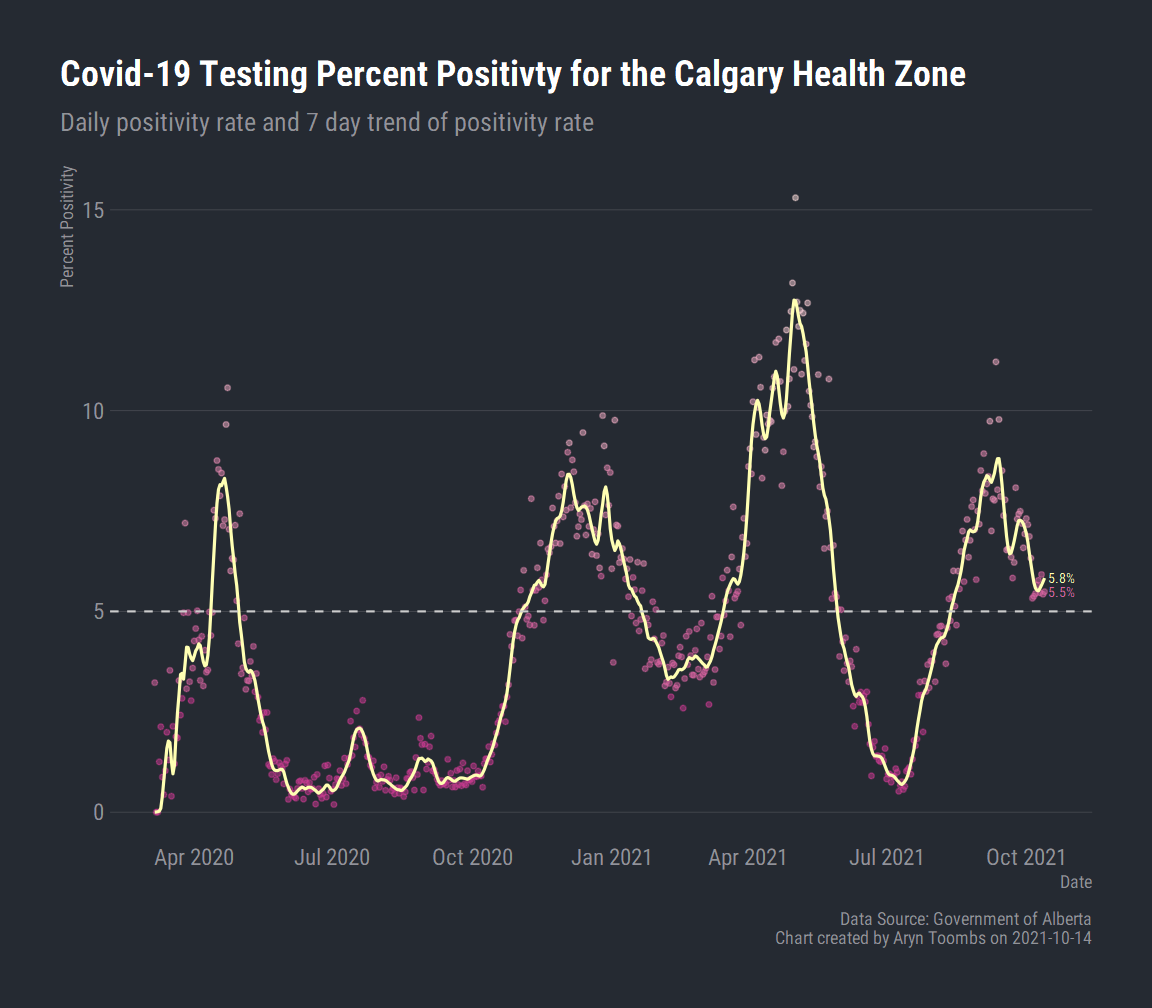 Covid-19 Testing Percent Positivty for the Calgary Health Zone
Daily positivity rate and 7 day trend of positivity rate
Percent Positivity
15
10
5
0
5.8%
5.5%
Apr 2020 Jul 2020 Oct 2020 Jan 2021 Apr 2021 Jul 2021 Oct 2021
Date
Data Source: Government of Alberta
Chart created by Aryn Toombs on 2021-10-14